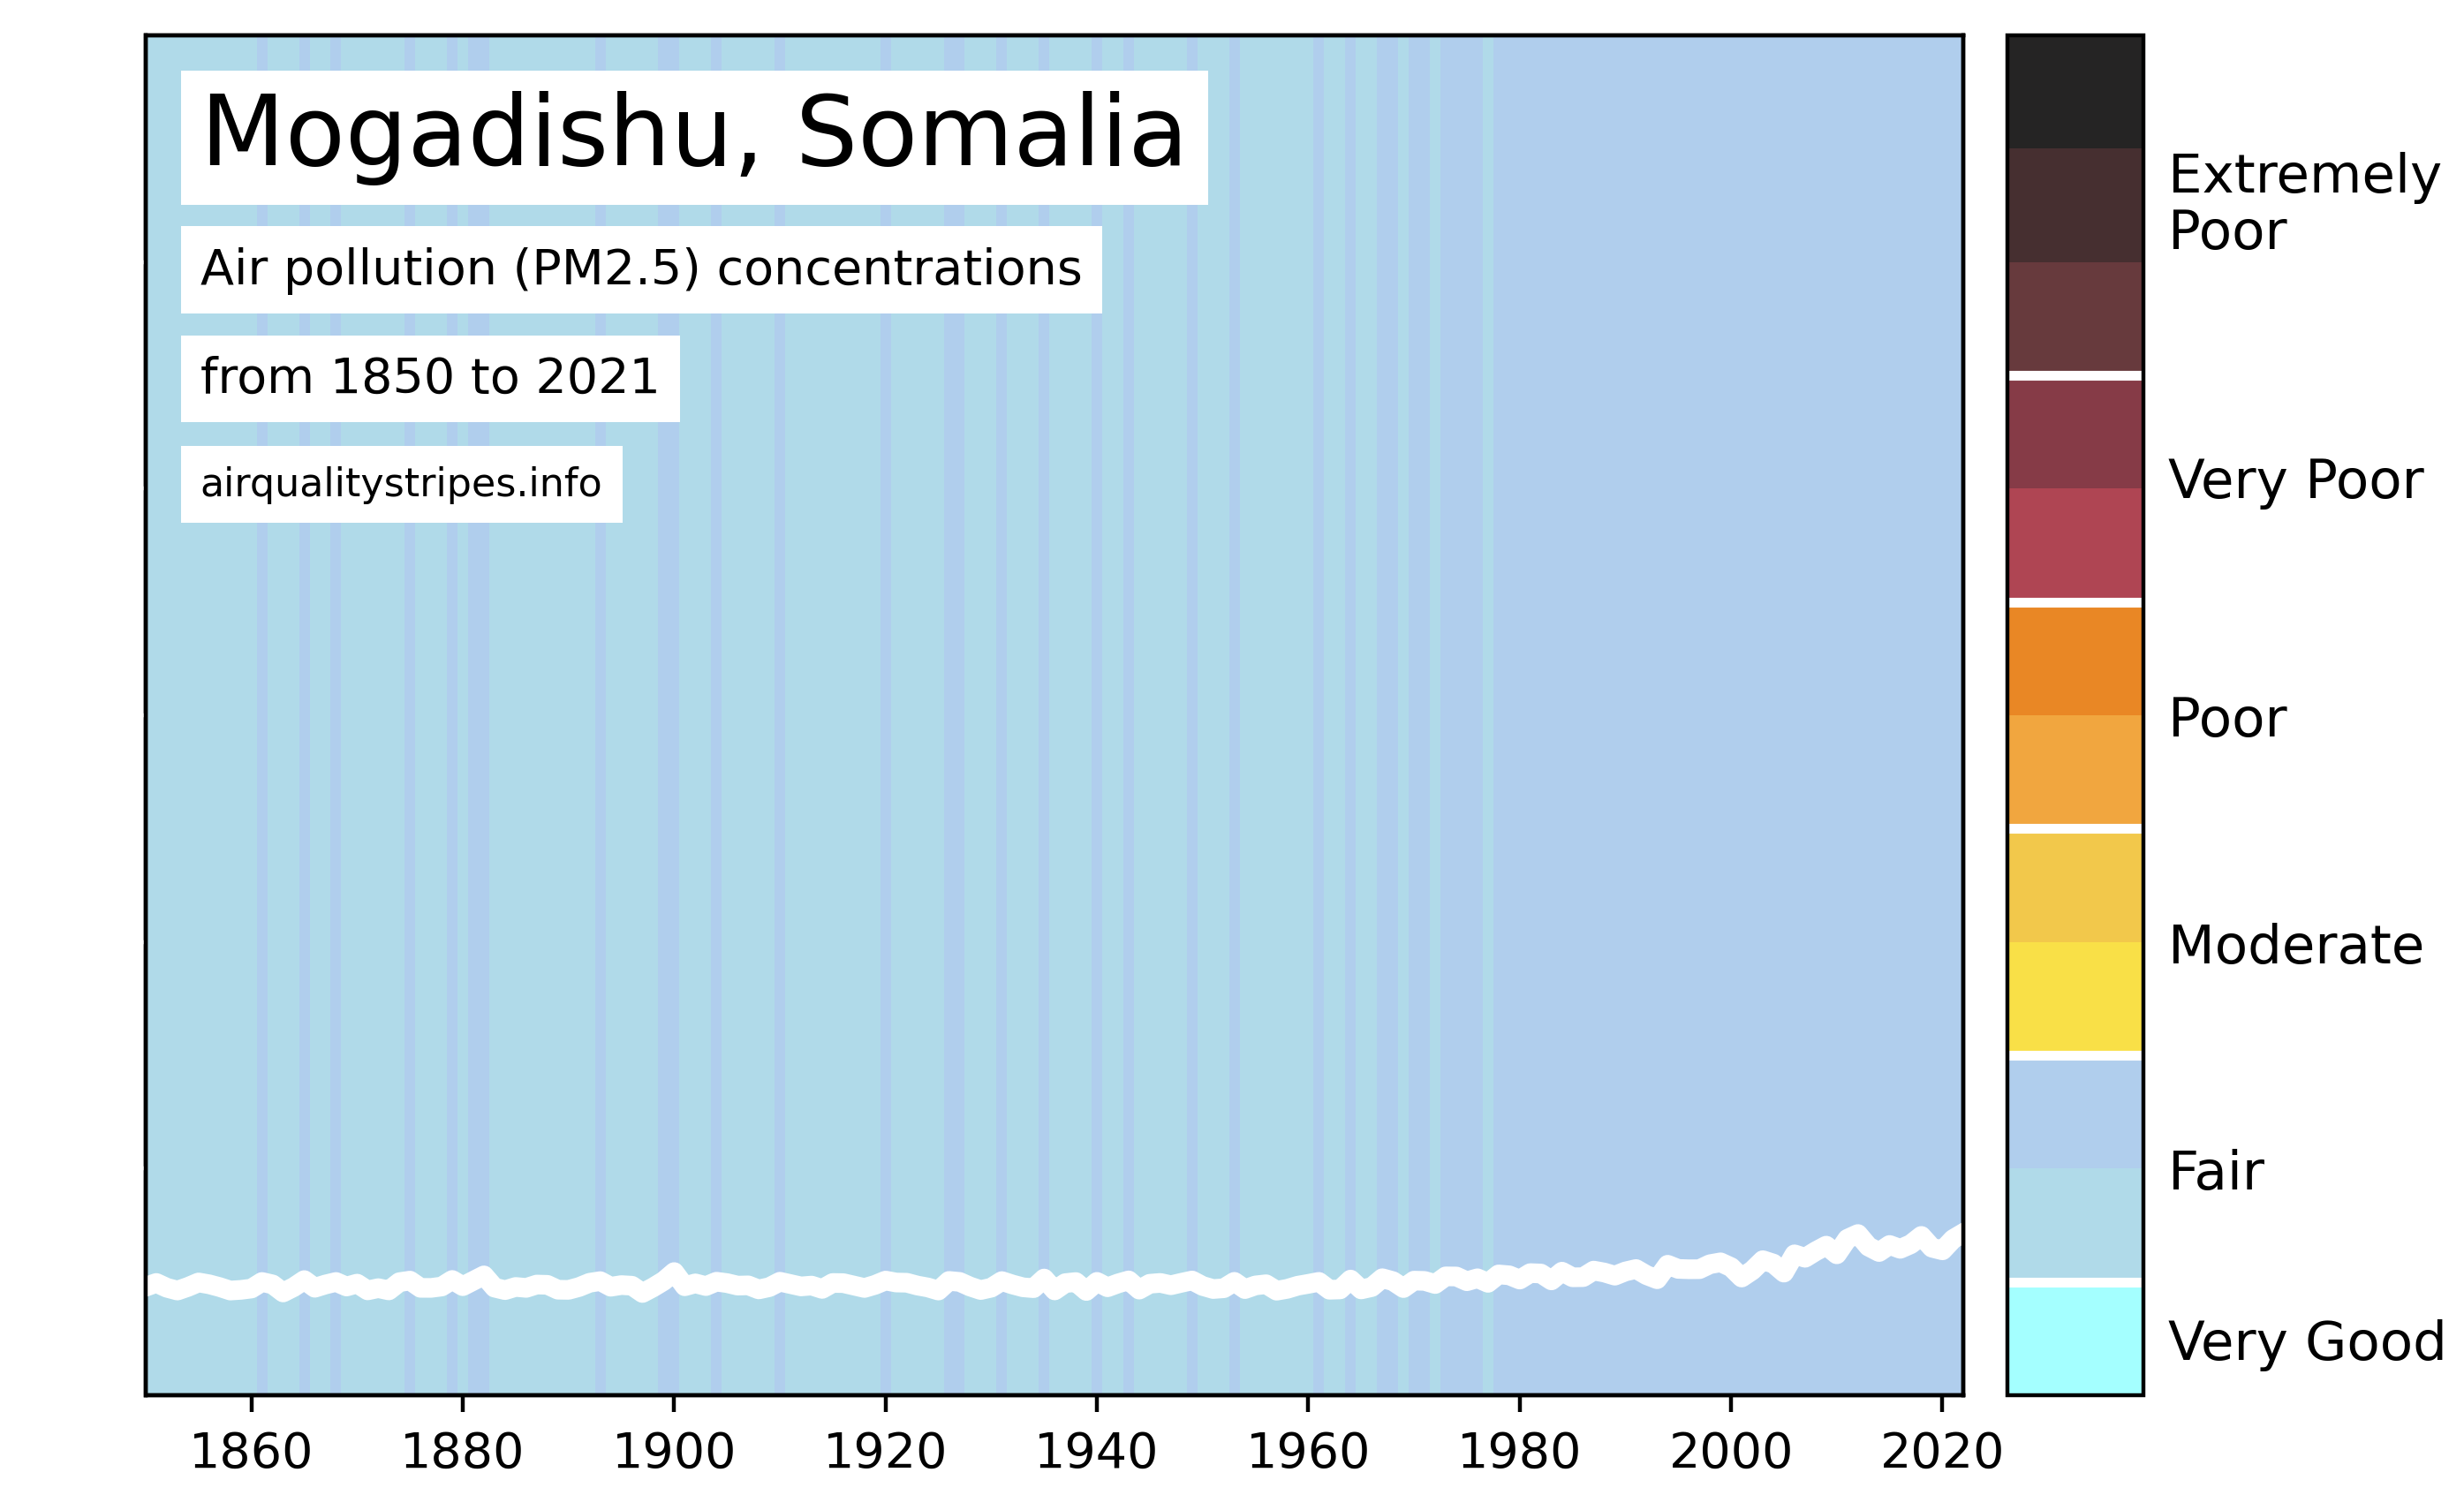 Mogadishu, Somalia
Air pollution (PM2.5) concentrations
from 1850 to 2021
airqualitystripes.info
Extremely
Poor
Very Poor
Poor
Moderate
Fair
Very Good
1860 1880 1900 1920 1940 1960 1980 2000 2020